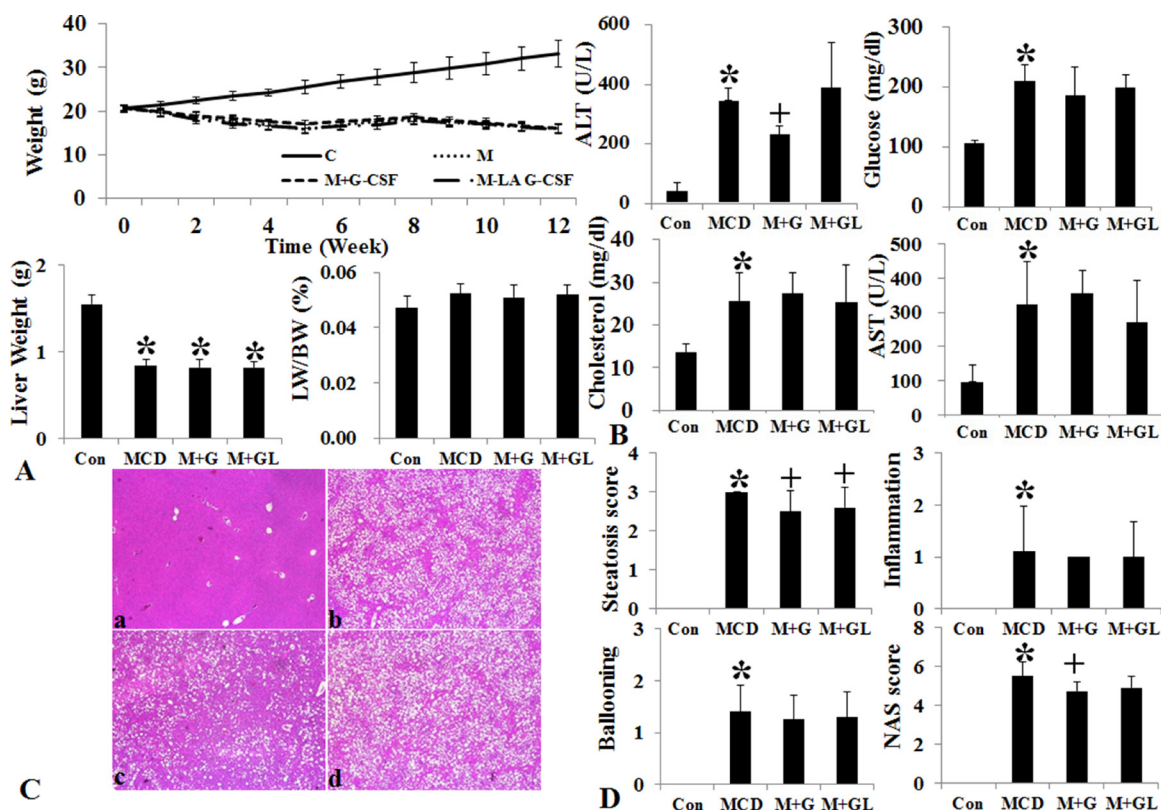 Weight (g)
40
30
20
10
0
C
M
M+G-CSF
M-LA G-CSF
0
2
4
6
8
10
12
Time (Week)
ALT (U/L)
600
400
200
0
*
+
Con
MCD
M+G
M+GL
Glucose (mg/dl)
300
200
100
0
*
Con
MCD
M+G
M+GL
Liver Weight (g)
2
1
0
*
*
*
Con
MCD
M+G
M+GL
LW/BW (%)
0.06
0.04
0.02
0.00
Con
MCD
M+G
M+GL
A
Cholesterol (mg/dl)
40
30
20
10
0
*
Con
MCD
M+G
M+GL
B
AST (U/L)
500
400
300
200
100
0
*
Con
MCD
M+G
M+GL
a
b
c
d
C
Steatosis score
4
3
2
1
0
*
+
+
Con
MCD
M+G
M+GL
Inflammation
3
2
1
0
*
Con
MCD
M+G
M+GL
Ballooning
3
2
1
0
*
Con
MCD
M+G
M+GL
D
NAS score
8
6
4
2
0
*
+
Con
MCD
M+G
M+GL